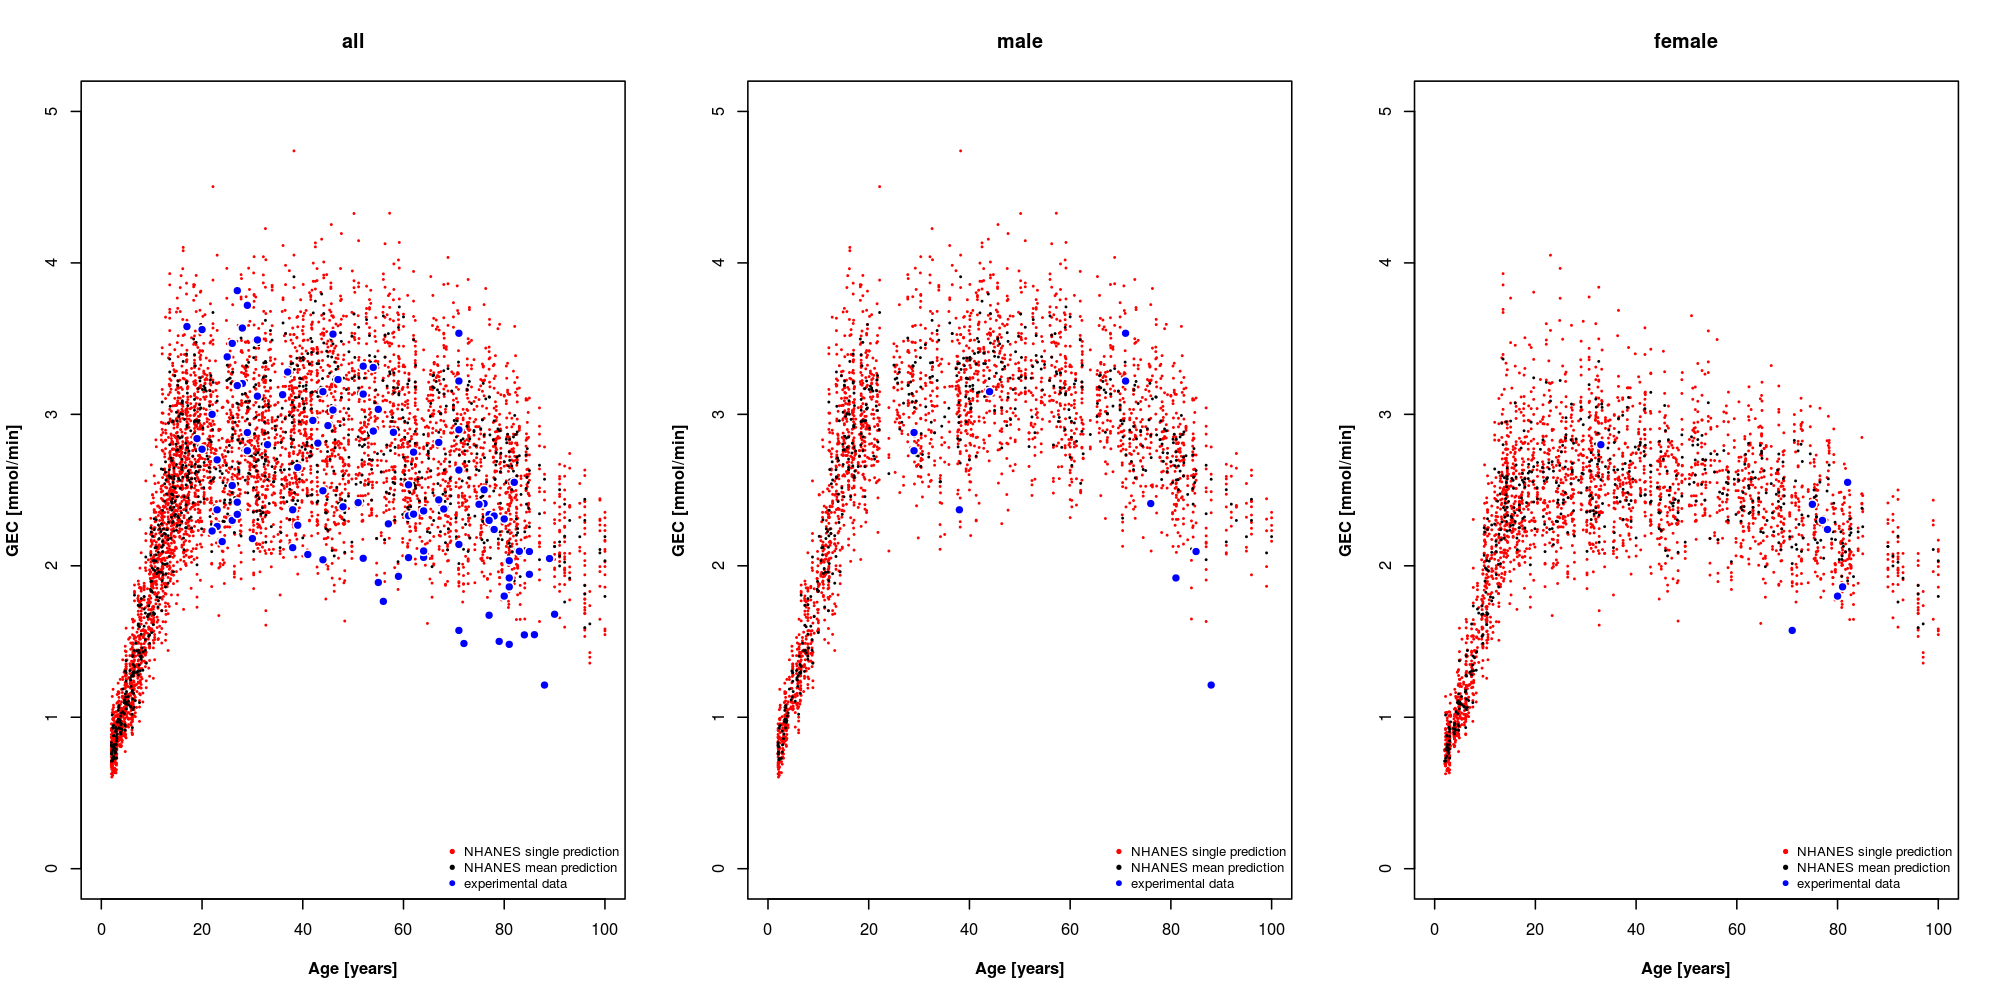 all
male
female
GEC [mmol/min]
5
4
3
2
1
0
NHANES single prediction
NHANES mean prediction
experimental data
0 20 40 60 80 100
Age [years]
GEC [mmol/min]
5
4
3
2
1
0
NHANES single prediction
NHANES mean prediction
experimental data
0 20 40 60 80 100
Age [years]
GEC [mmol/min]
5
4
3
2
1
0
NHANES single prediction
NHANES mean prediction
experimental data
0 20 40 60 80 100
Age [years]